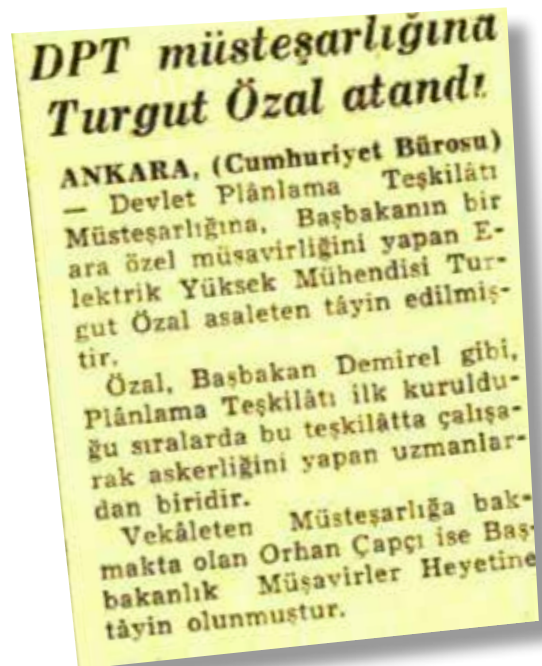 DPT müsteşarlığına
Turgut Özal atandı
ANKARA, (Cumhuriyet Bürosu)
— Devlet Plânlama Teşkilâtı
Müsteşarlığına, Başbakanın bir
ara özel müşavirliğini yapan E-
lektrik Yüksek Mühendisi Tur-
gut Özal asaleten tâyin edilmiş-
tir.
Özal, Başbakan Demirel gibi,
Plânlama Teşkilâtı ilk kuruldu-
ğu sıralarda bu teşkilâtta çalışa-
rak askerliğini yapan uzmanlar-
dan biridir.
Vekâleten Müsteşarlığa bak-
makta olan Orhan Çapçı ise Baş-
bakanlık Müşavirler Heyetine
tâyin olunmuştur.